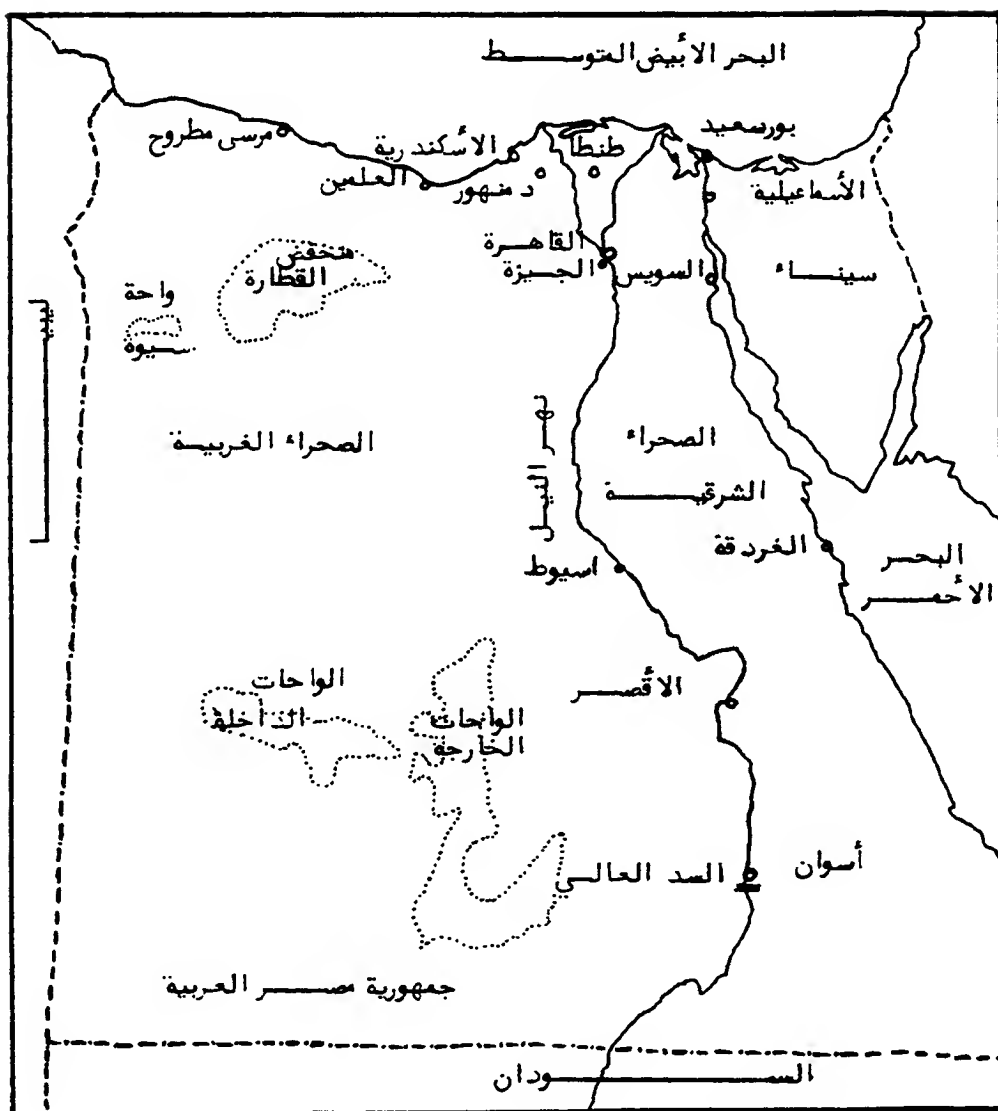 البحر الأبيض المتوسط
بورسعيد
مرسى مطروح
الأسكندرية
طنطا
العلمين
دمنهور
الأسماعيلية
القاهرة
الجيزة
السويس
سيناء
منخفض
القطارة
واحة
سيوه
ليبيا
الصحراء الغربية
نهر النيل
الصحراء
الشرقية
الغردقة
البحر
الأحمر
اسيوط
الأقصر
الواحات
الداخلة
الواحات
الخارجة
السد العالي
أسوان
جمهورية مصر العربية
السودان